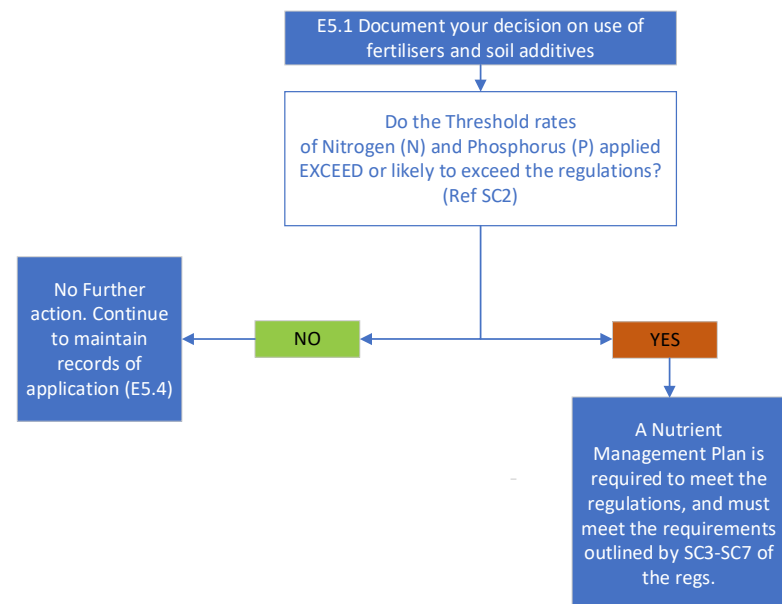 E5.1 Document your decision on use of
fertilisers and soil additives
Do the Threshold rates
of Nitrogen (N) and Phosphorus (P) applied
EXCEED or likely to exceed the regulations?
(Ref SC2)
No Further
action. Continue
to maintain
records of
application (E5.4)
NO
YES
A Nutrient
Management Plan is
required to meet the
regulations, and must
meet the requirements
outlined by SC3-SC7 of
the regs.